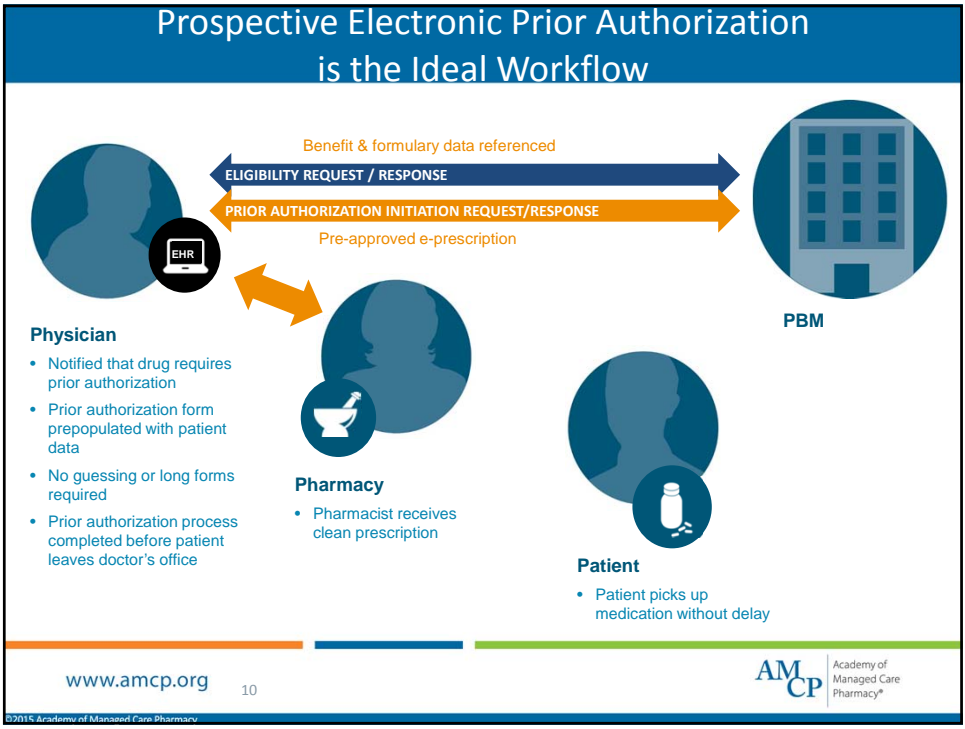 Prospective Electronic Prior Authorization
is the Ideal Workflow
Benefit & formulary data referenced
ELIGIBILITY REQUEST / RESPONSE
PRIOR AUTHORIZATION INITIATION REQUEST/RESPONSE
Pre-approved e-prescription
EHR
PBM
Physician
• Notified that drug requires
prior authorization
• Prior authorization form
prepopulated with patient
data
• No guessing or long forms
required
• Prior authorization process
completed before patient
leaves doctor's office
Pharmacy
• Pharmacist receives
clean prescription
Patient
• Patient picks up
medication without delay
www.amcp.org
10
AMCP
Academy of
Managed Care
Pharmacy®
©2015 Academy of Managed Care Pharmacy